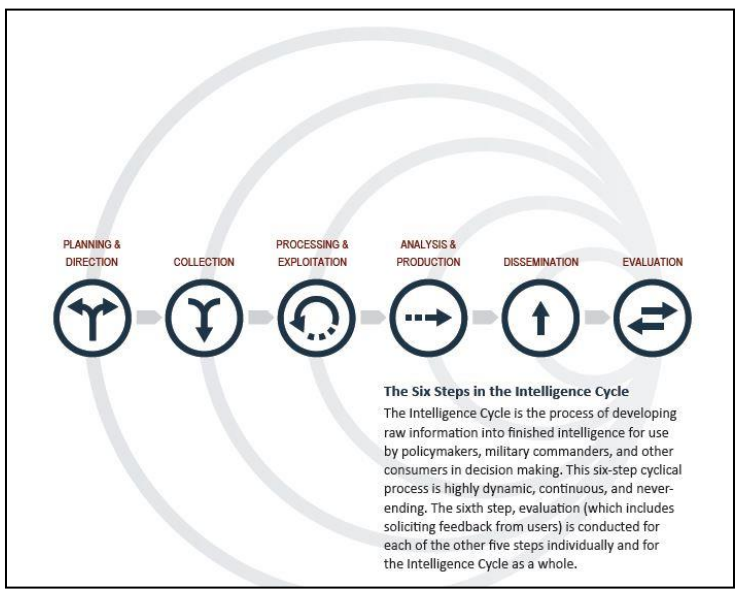 PLANNING &
DIRECTION
COLLECTION
PROCESSING &
EXPLOITATION
ANALYSIS &
PRODUCTION
DISSEMINATION
EVALUATION
The Six Steps in the Intelligence Cycle
The Intelligence Cycle is the process of developing
raw information into finished intelligence for use
by policymakers, military commanders, and other
consumers in decision making. This six-step cyclical
process is highly dynamic, continuous, and never-
ending. The sixth step, evaluation (which includes
soliciting feedback from users) is conducted for
each of the other five steps individually and for
the Intelligence Cycle as a whole.